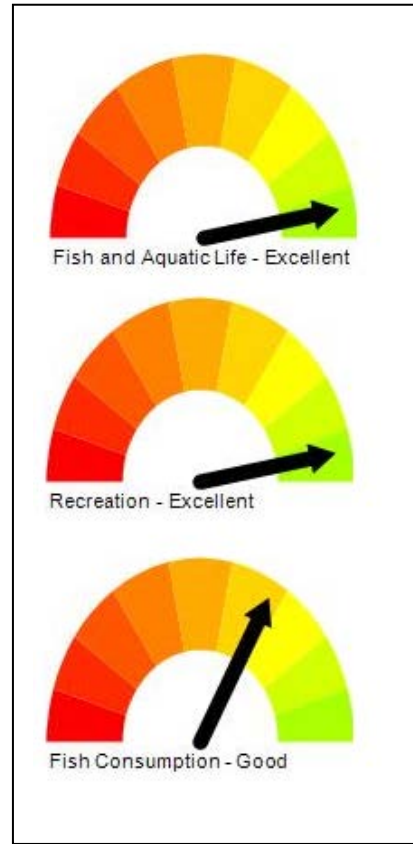 Fish and Aquatic Life - Excellent
Recreation - Excellent
Fish Consumption - Good